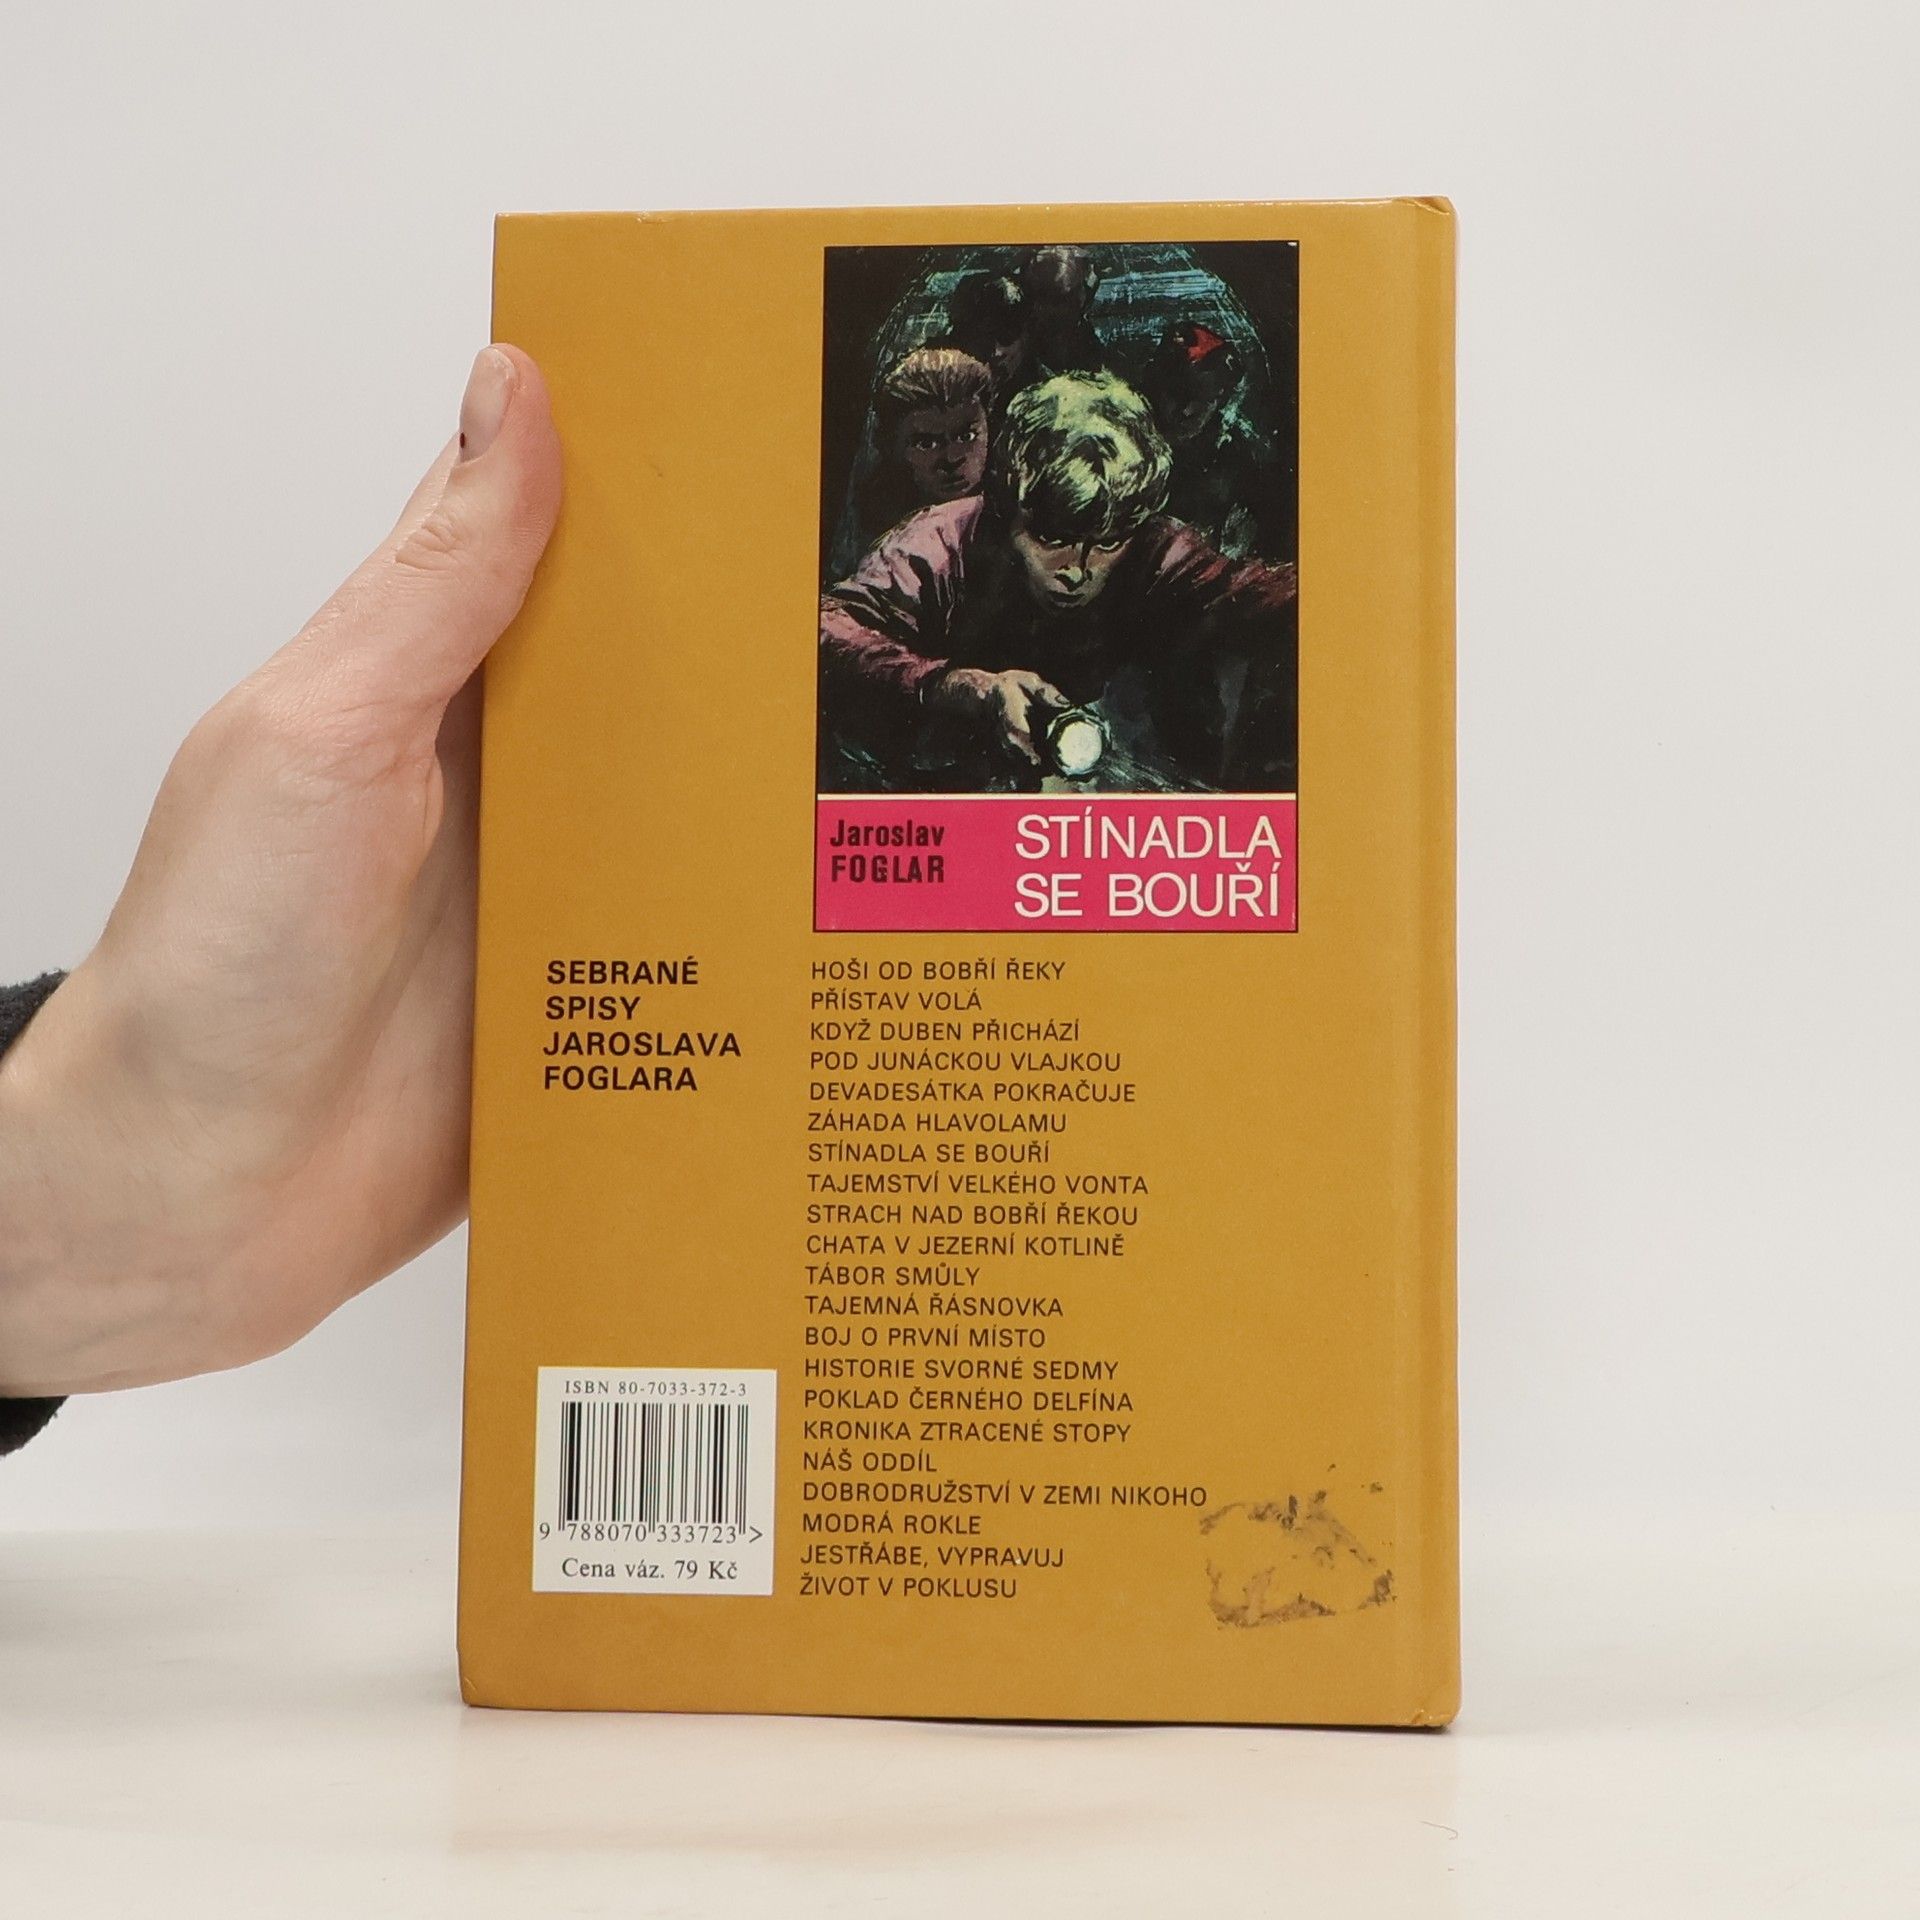 Jaroslav
FOGLAR
STÍNADLA
SE BOUŘÍ
SEBRANÉ
SPISY
JAROSLAVA
FOGLARA
HOŠI OD BOBŘÍ ŘEKY
PŘÍSTAV VOLÁ
KDYŽ DUBEN PŘICHÁZÍ
POD JUNÁCKOU VLAJKOU
DEVADESÁTKA POKRAČUJE
ZÁHADA HLAVOLAMU
STÍNADLA SE BOUŘÍ
TAJEMSTVÍ VELKÉHO VONTA
STRACH NAD BOBŘÍ ŘEKOU
CHATA V JEZERNÍ KOTLINĚ
TÁBOR SMŮLY
TAJEMNÁ ŘÁSNOVKA
BOJ O PRVNÍ MÍSTO
HISTORIE SVORNÉ SEDMY
POKLAD ČERNÉHO DELFÍNA
KRONIKA ZTRACENÉ STOPY
NÁŠ ODDÍL
DOBRODRUŽSTVÍ V ZEMI NIKOHO
MODRÁ ROKLE
JESTŘÁBE, VYPRAVUJ
ŽIVOT V POKLUSU
ISBN 80-7033-372-3
9 788070 333723 >
Cena váz. 79 Kč